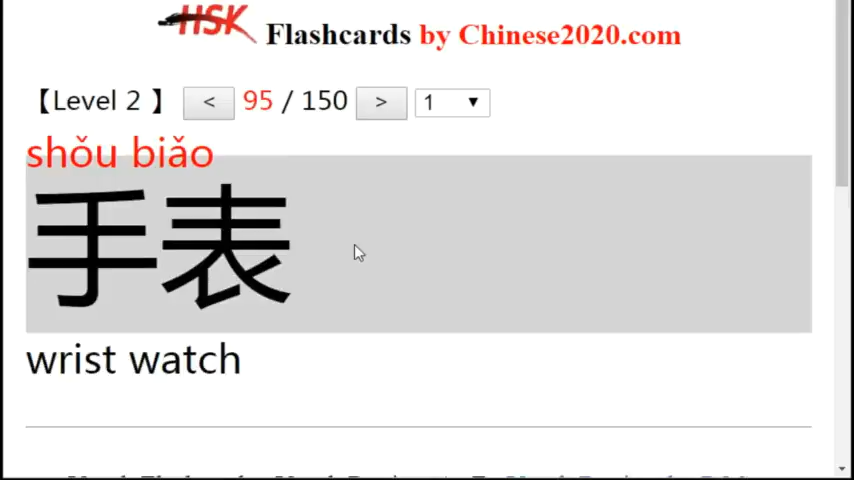 HSK Flashcards by Chinese2020.com
【Level 2 】 < 95 / 150 > 1 ▼
shǒu biǎo
手表
wrist watch